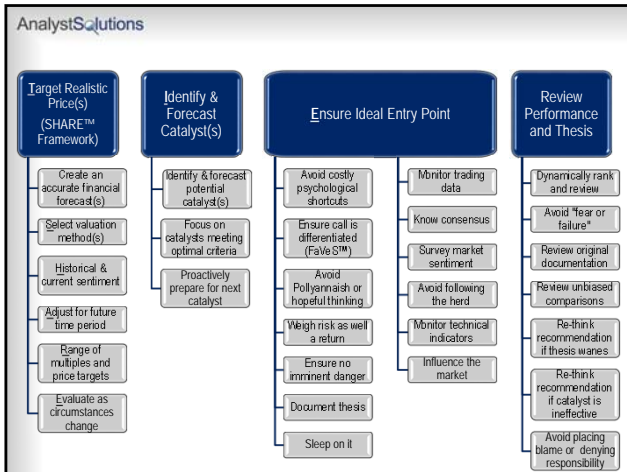 AnalystSolutions
Target Realistic
Price(s)
(SHARE™
Framework)
Create an
accurate financial
forecast(s)
Select valuation
method(s)
Historical &
current sentiment
Adjust for future
time period
Range of
multiples and
price targets
Evaluate as
circumstances
change
Identify &
Forecast
Catalyst(s)
Identify & forecast
potential
catalyst(s)
Focus on
catalysts meeting
optimal criteria
Proactively
prepare for next
catalyst
Ensure Ideal Entry Point
Avoid costly
psychological
shortcuts
Ensure call is
differentiated
(FaVeS™)
Avoid
Pollyannaish or
hopeful thinking
Weigh risk as well
a return
Ensure no
imminent danger
Document thesis
Sleep on it
Monitor trading
data
Know consensus
Survey market
sentiment
Avoid following
the herd
Monitor technical
indicators
Influence the
market
Review
Performance
and Thesis
Dynamically rank
and review
Avoid "fear or
failure"
Review original
documentation
Review unbiased
comparisons
Re-think
recommendation
if thesis wanes
Re-think
recommendation
if catalyst is
ineffective
Avoid placing
blame or denying
responsibility